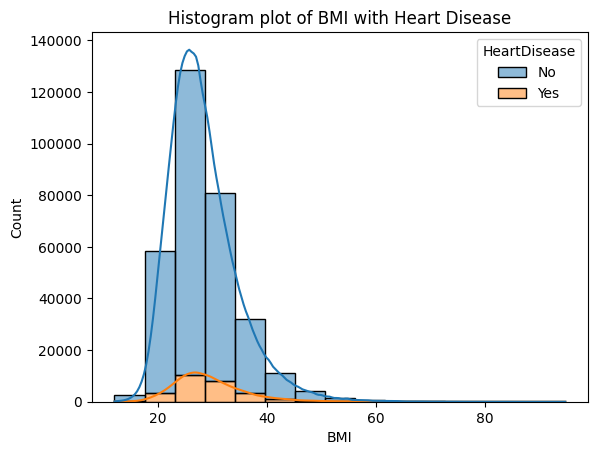 Histogram plot of BMI with Heart Disease
HeartDisease
No
Yes
Count
140000
120000
100000
80000
60000
40000
20000
0
20
40
60
80
BMI